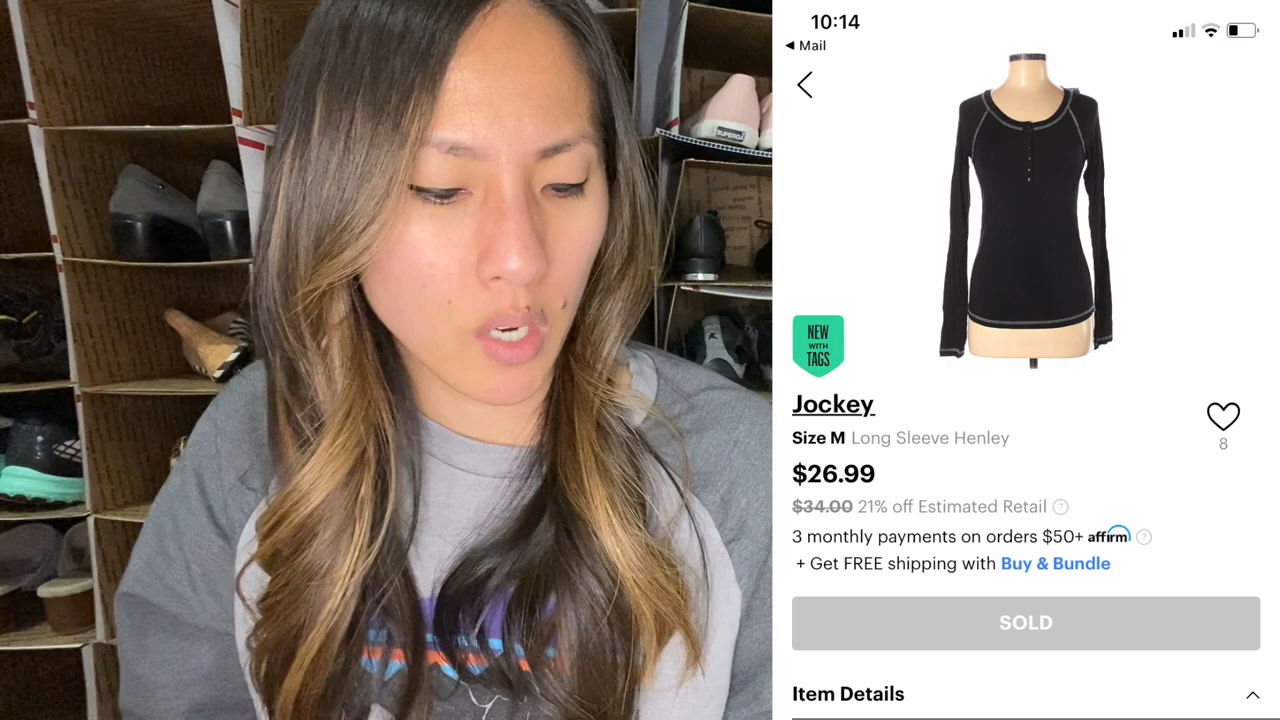 SUPERGA
10:14
◀ Mail
NEW
WITH
TAGS
Jockey
Size M Long Sleeve Henley
8
$26.99
$34.00 21% off Estimated Retail ?
3 monthly payments on orders $50+ affirm ?
+ Get FREE shipping with Buy & Bundle
SOLD
Item Details